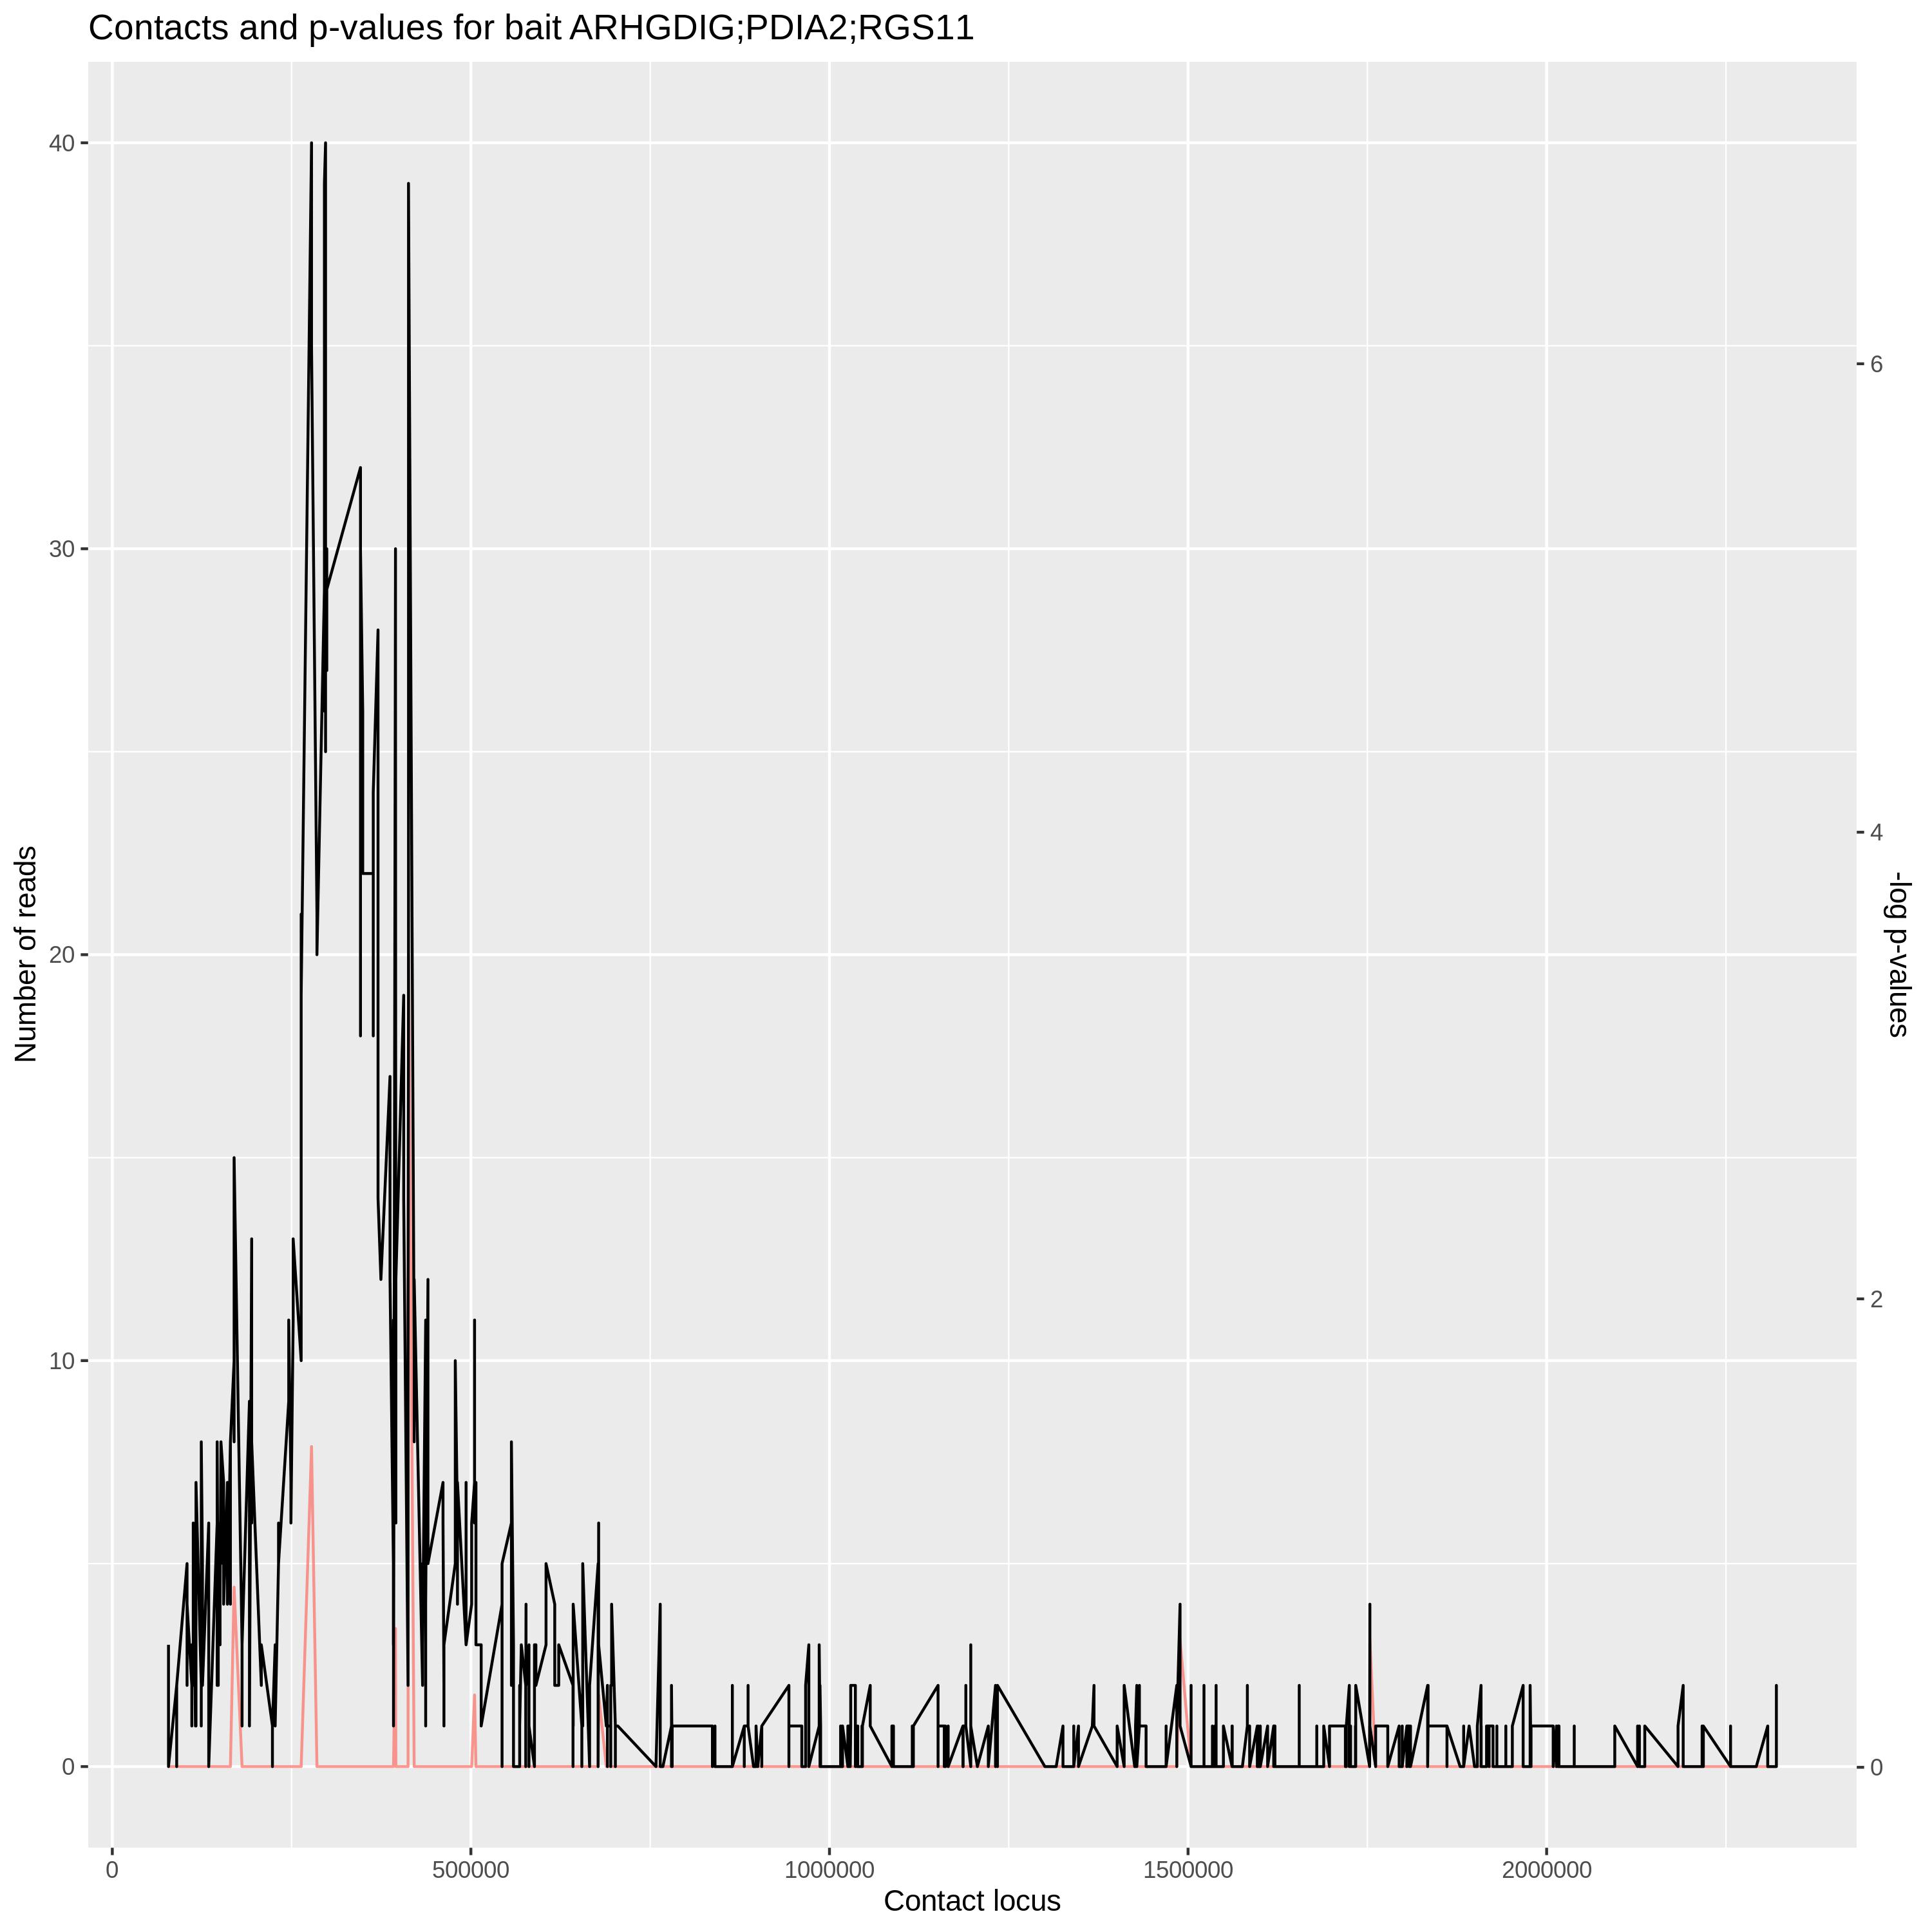 Contacts and p-values for bait ARHGDIG;PDIA2;RGS11
40
30
20
10
0
Number of reads
6
4
2
0
-log p-values
0 500000 1000000 1500000 2000000
Contact locus